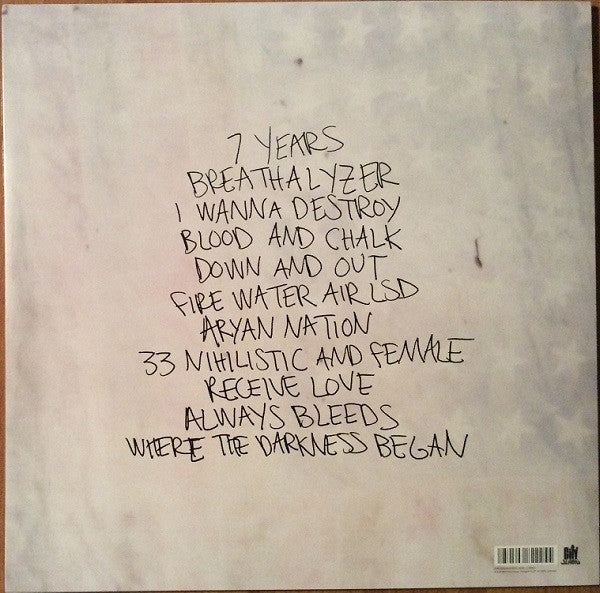 7 YEARS
BREATHALYZER
I WANNA DESTROY
BLOOD AND CHALK
DOWN AND OUT
FIRE WATER AIR LSD
ARYAN NATION
33 NIHILISTIC AND FEMALE
RECEIVE LOVE
ALWAYS BLEEDS
WHERE THE DARKNESS BEGAN